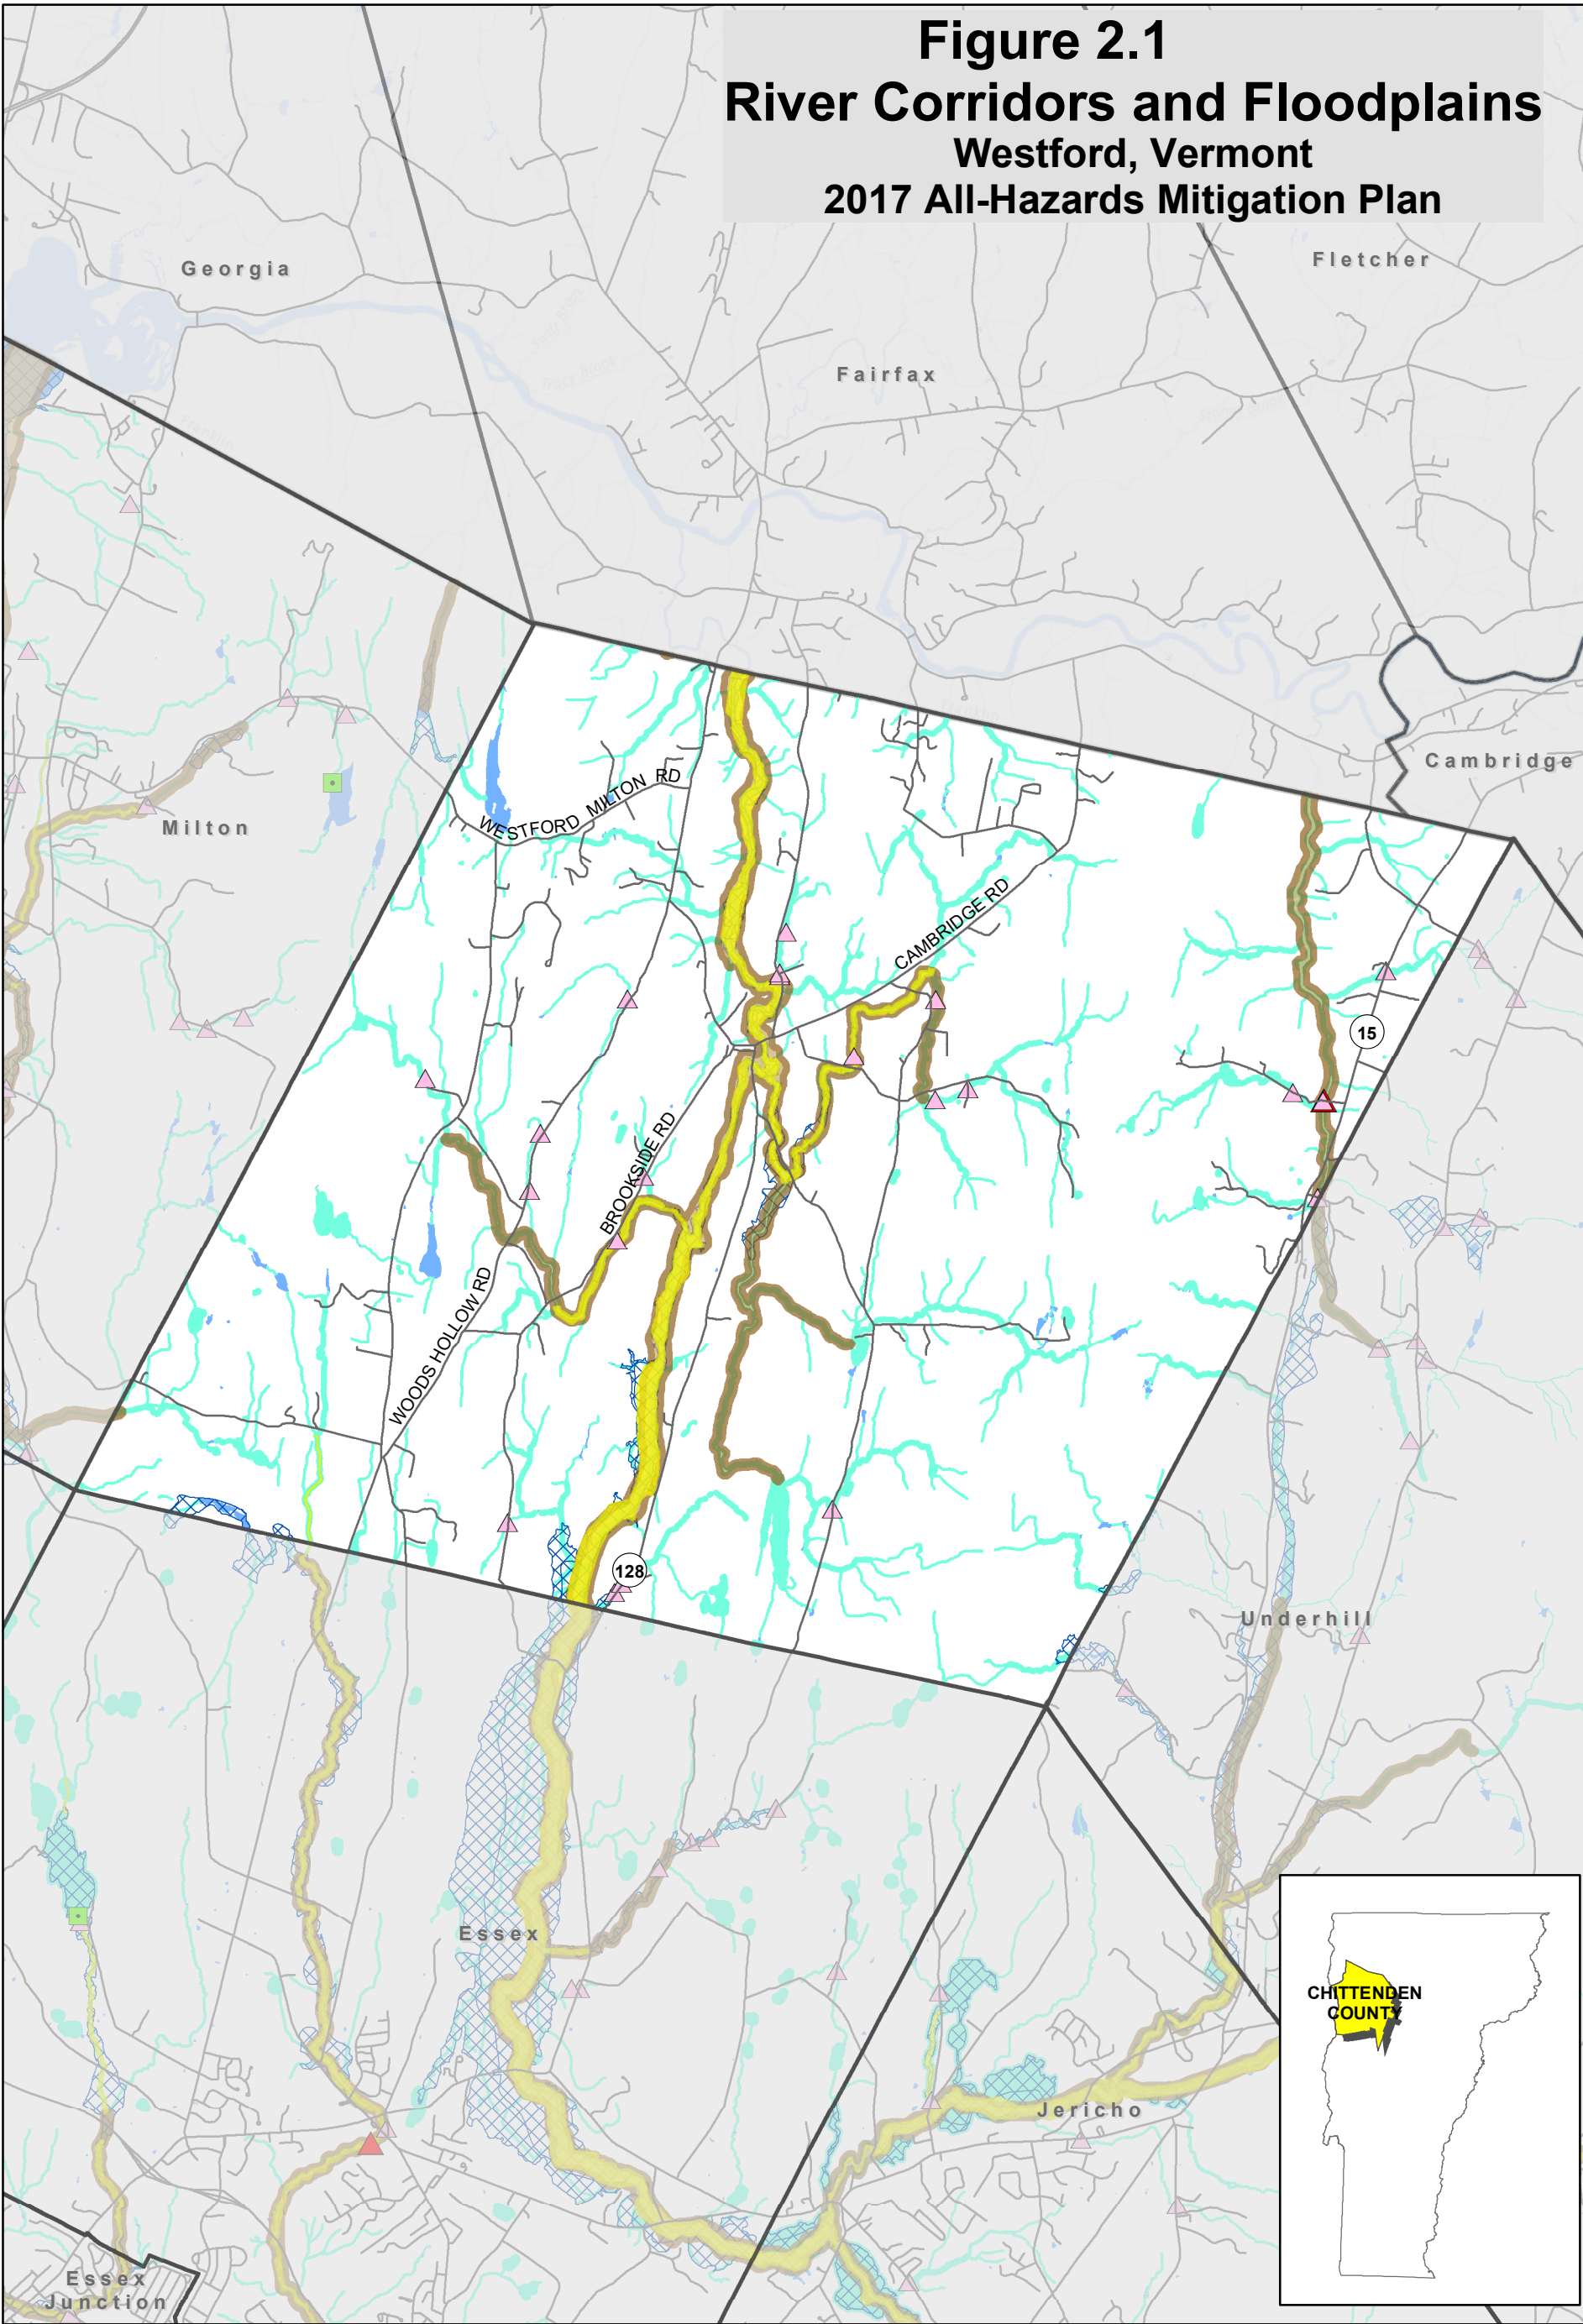 Figure 2.1
River Corridors and Floodplains
Westford, Vermont
2017 All-Hazards Mitigation Plan
Georgia
Fletcher
Fairfax
Cambridge
Milton
WESTFORD MILTON RD
CAMBRIDGE RD
15
BROOKSIDE RD
WOODS HOLLOW RD
128
Underhill
Essex
CHITTENDEN
COUNTY
Jericho
Essex
Junction